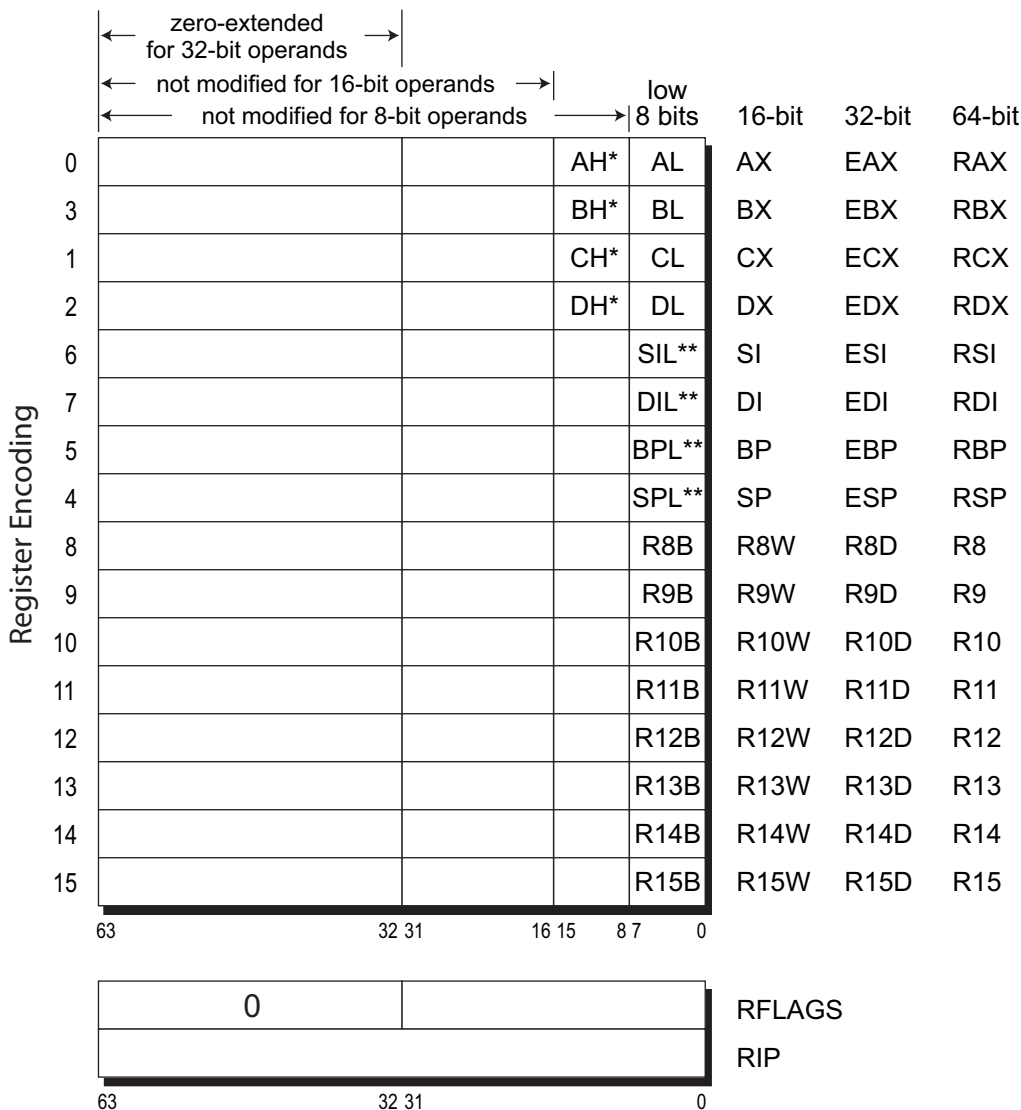 zero-extended
for 32-bit operands
not modified for 16-bit operands
not modified for 8-bit operands
low
8 bits 16-bit 32-bit 64-bit
0 AH* AL AX EAX RAX
3 BH* BL BX EBX RBX
1 CH* CL CX ECX RCX
2 DH* DL DX EDX RDX
6 SIL** SI ESI RSI
7 DIL** DI EDI RDI
5 BPL** BP EBP RBP
4 SPL** SP ESP RSP
8 R8B R8W R8D R8
9 R9B R9W R9D R9
10 R10B R10W R10D R10
11 R11B R11W R11D R11
12 R12B R12W R12D R12
13 R13B R13W R13D R13
14 R14B R14W R14D R14
15 R15B R15W R15D R15
Register Encoding
63 32 31 16 15 8 7 0
0 RFLAGS
RIP
63 32 31 0